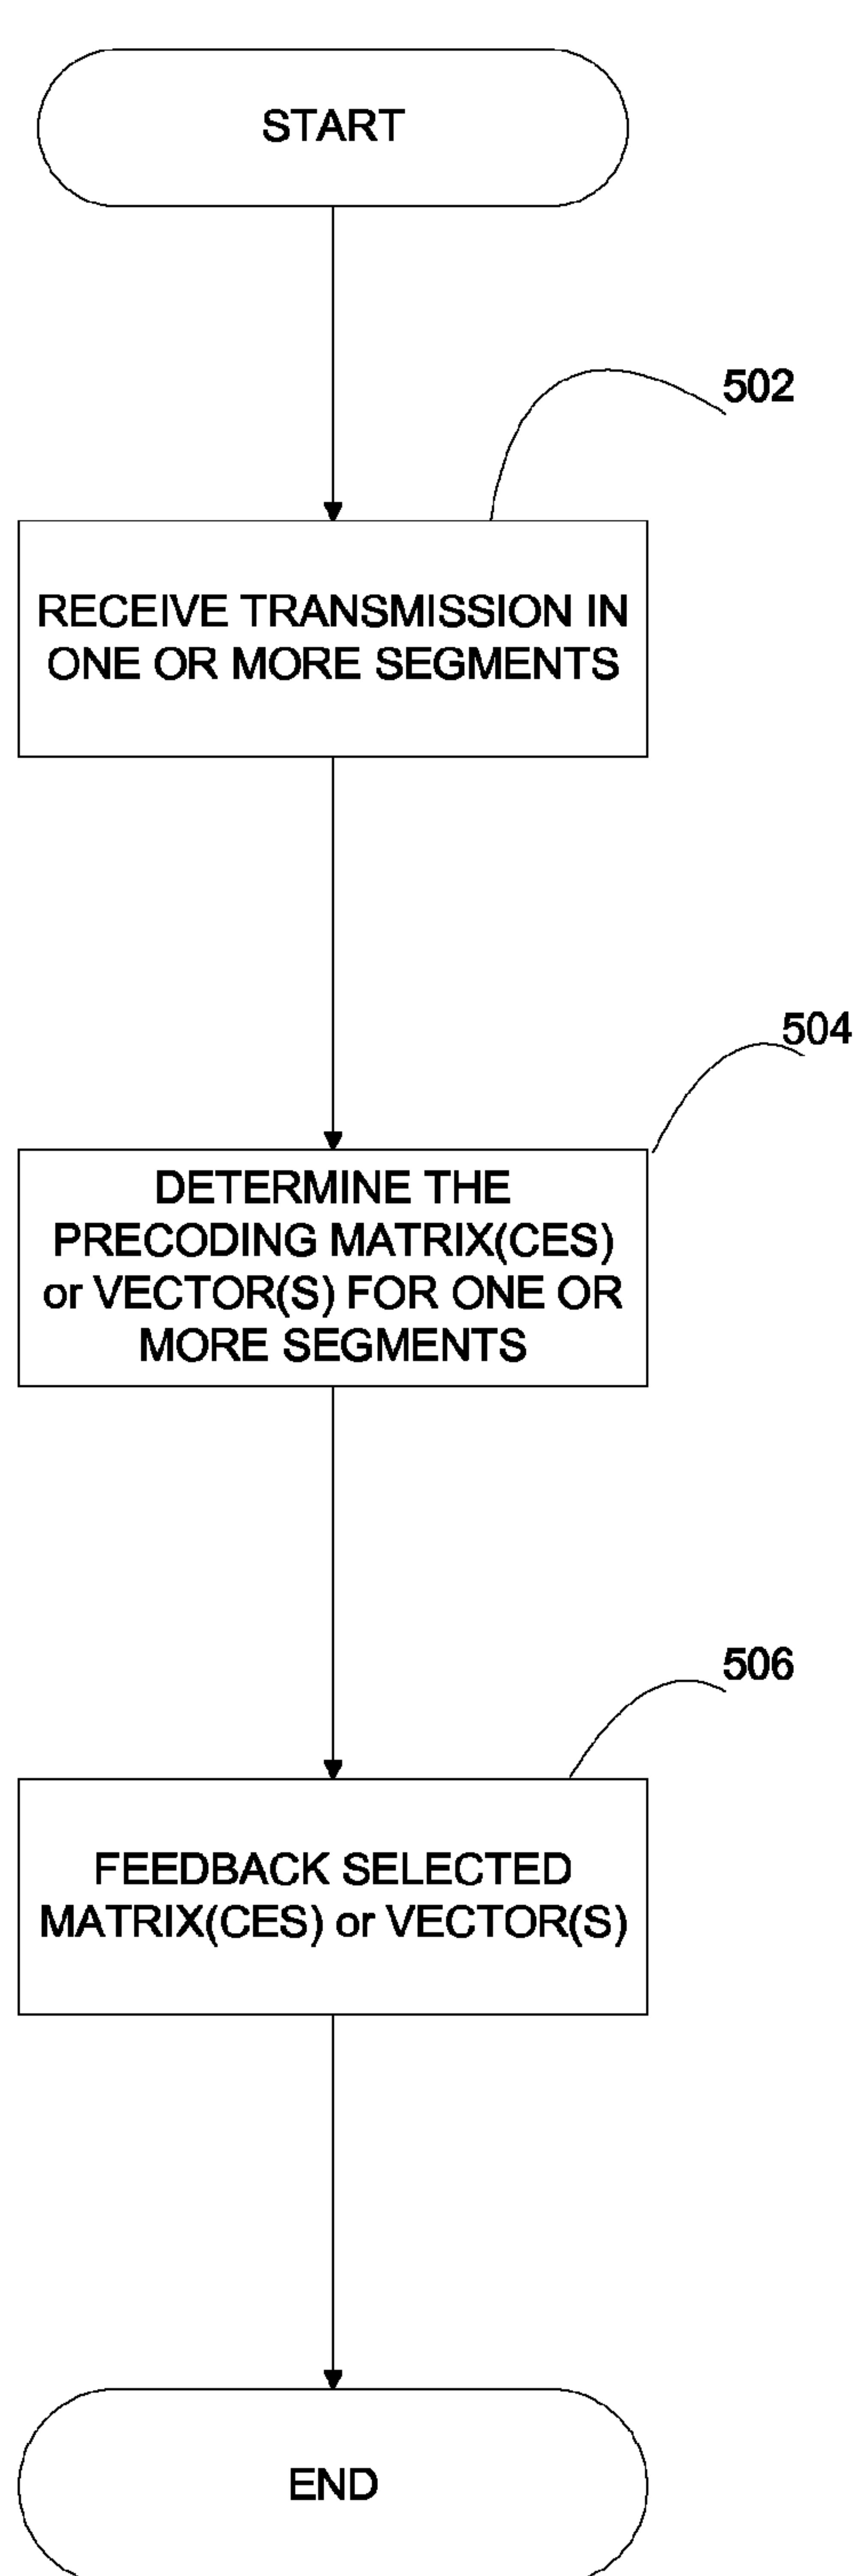 START
502
RECEIVE TRANSMISSION IN
ONE OR MORE SEGMENTS
504
DETERMINE THE
PRECODING MATRIX(CES)
or VECTOR(S) FOR ONE OR
MORE SEGMENTS
506
FEEDBACK SELECTED
MATRIX(CES) or VECTOR(S)
END